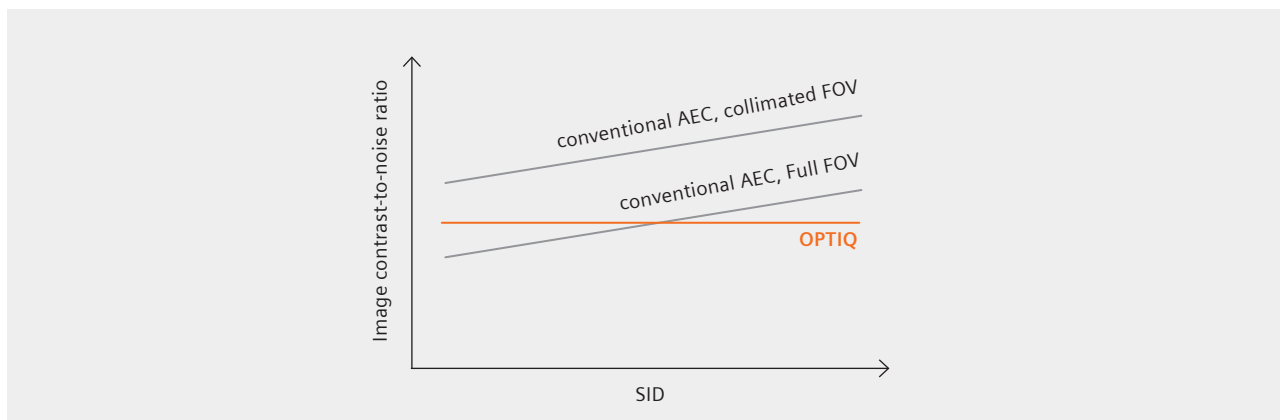 Image contrast-to-noise ratio
conventional AEC, collimated FOV
conventional AEC, Full FOV
OPTIQ
SID